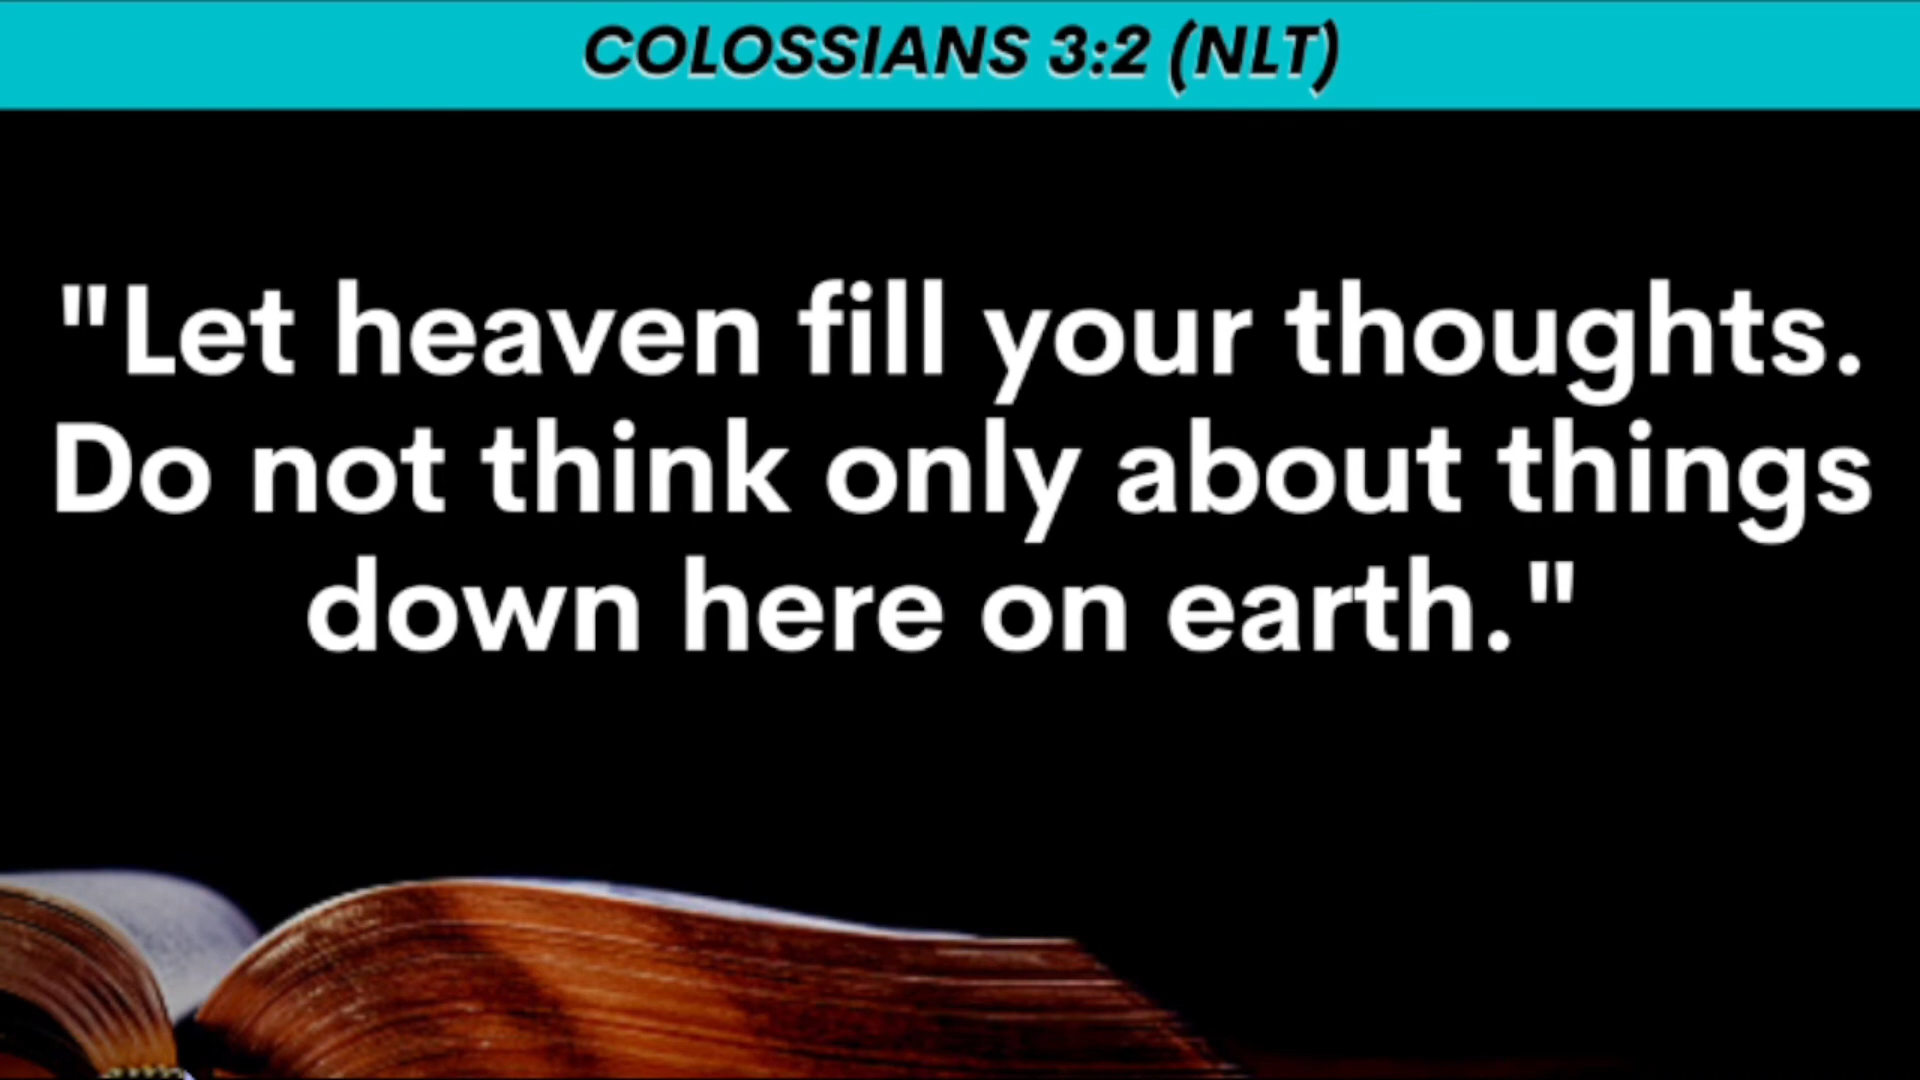 COLOSSIANS 3:2 (NLT)
"Let heaven fill your thoughts.
Do not think only about things
down here on earth."